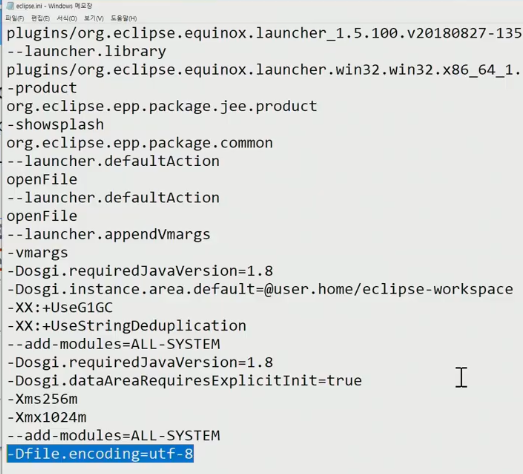 eclipse.ini - Windows 메모장
파일(F) 편집(E) 서식(O) 보기(V) 도움말(H)
plugins/org.eclipse.equinox.launcher_1.5.100.v20180827-135
--launcher.library
plugins/org.eclipse.equinox.launcher.win32.win32.x86_64_1.
-product
org.eclipse.epp.package.jee.product
-showsplash
org.eclipse.epp.package.common
--launcher.defaultAction
openFile
--launcher.defaultAction
openFile
--launcher.appendVmargs
-vmargs
-Dosgi.requiredJavaVersion=1.8
-Dosgi.instance.area.default=@user.home/eclipse-workspace
-XX:+UseG1GC
-XX:+UseStringDeduplication
--add-modules=ALL-SYSTEM
-Dosgi.requiredJavaVersion=1.8
-Dosgi.dataAreaRequiresExplicitInit=true
-Xms256m
-Xmx1024m
--add-modules=ALL-SYSTEM
-Dfile.encoding=utf-8